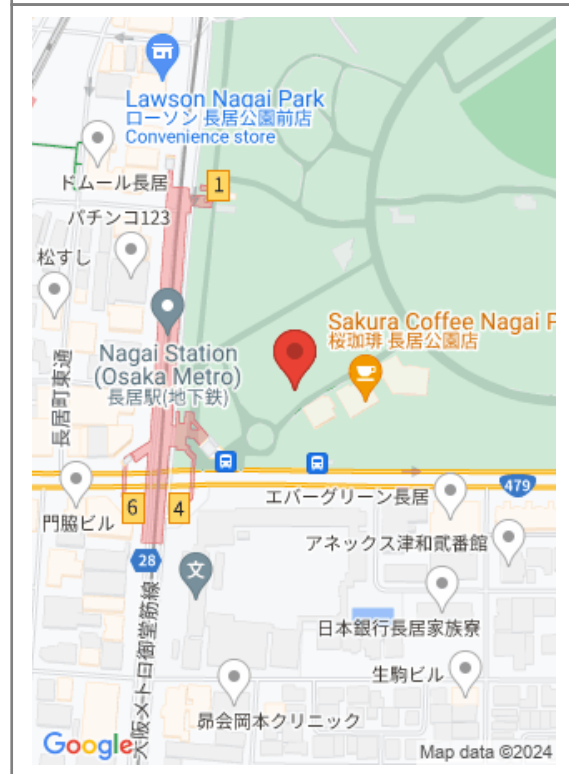 Lawson Nagai Park
ローソン 長居公園前店
Convenience store
ドムール長居
1
パチンコ123
松すし
Sakura Coffee Nagai P
桜珈琲 長居公園店
Nagai Station
(Osaka Metro)
長居駅(地下鉄)
長居町東通
479
エバーグリーン長居
6
4
門脇ビル
アネックス津和貮番館
28
文
日本銀行長居家族寮
大阪メトロ御堂筋線
生駒ビル
昴会岡本クリニック
Google
Map data ©2024